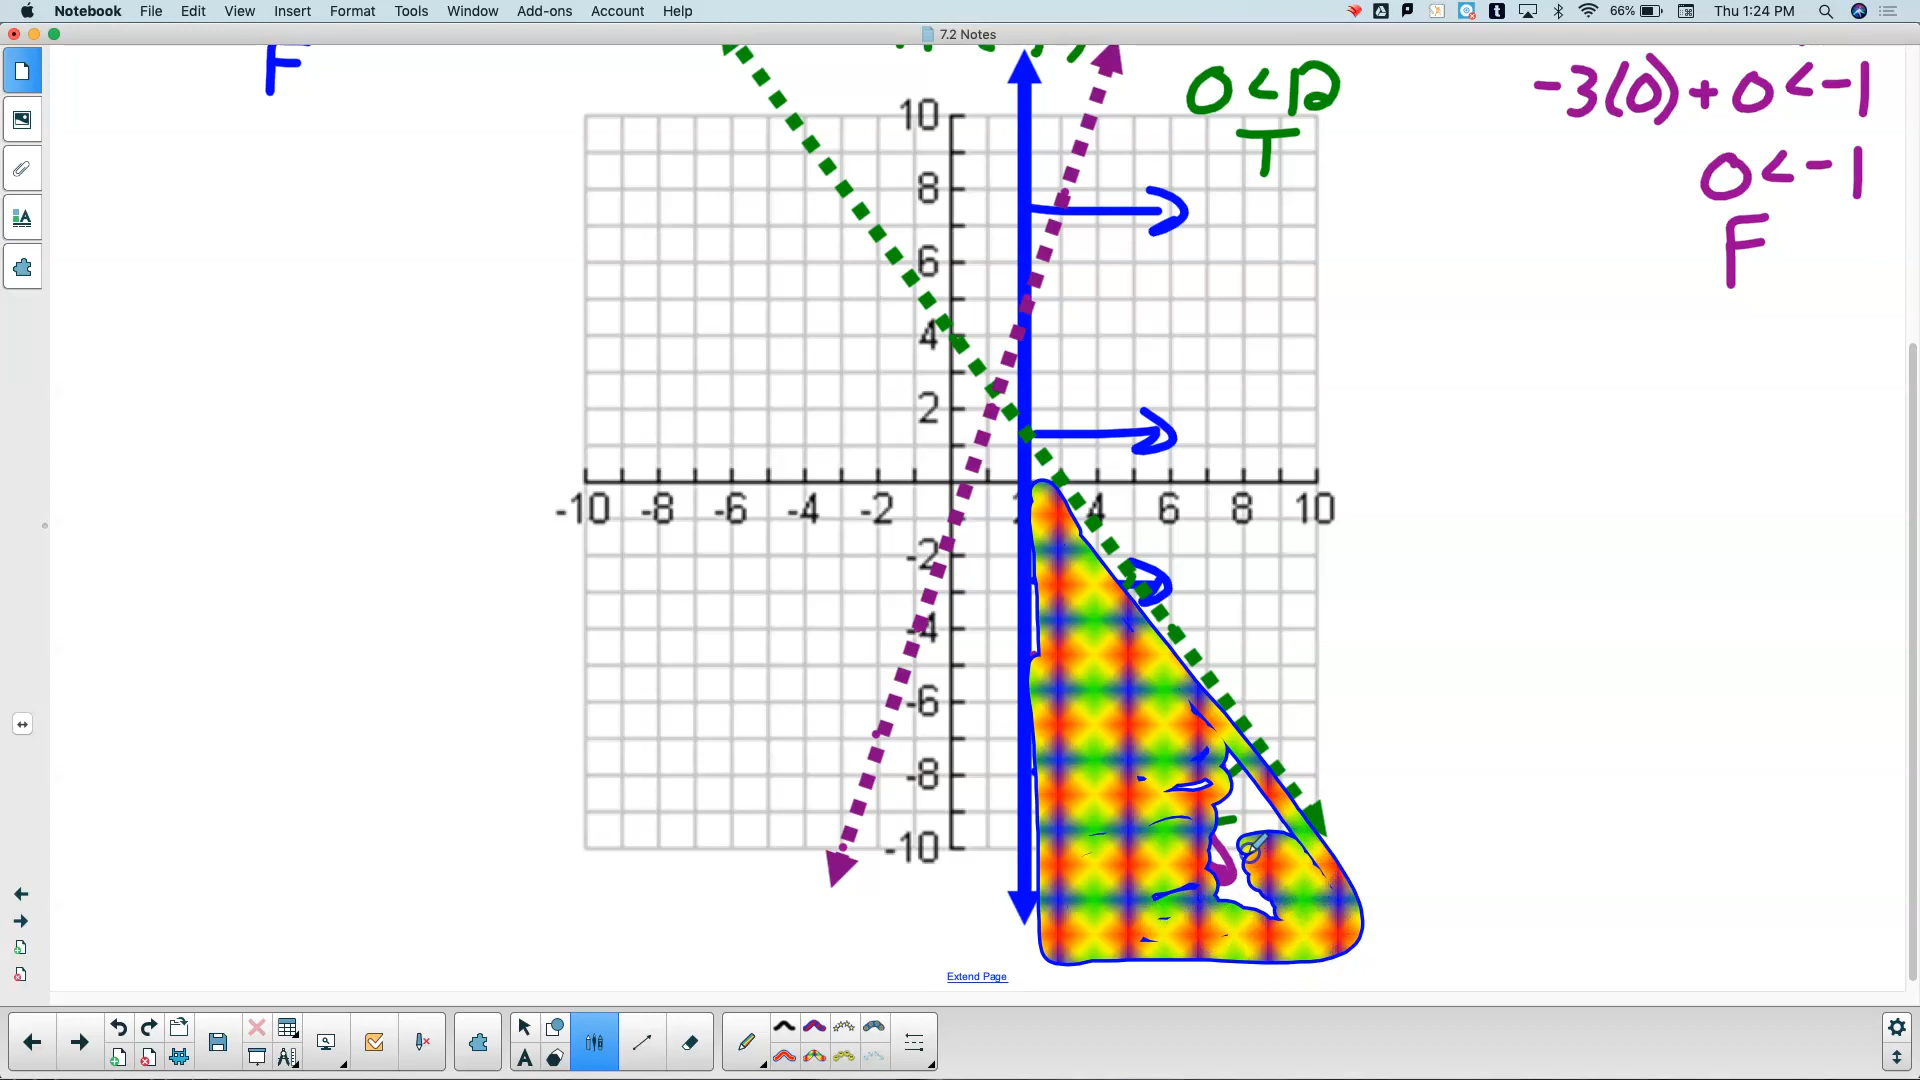 Notebook File Edit View Insert Format Tools Window Add-ons Account Help 66% Thu 1:24 PM
7.2 Notes
F
0 < 12
T
-3(0) + 0 < -1
0 < -1
F
10
8
6
4
2
-10 -8 -6 -4 -2 4 6 8 10
-2
-4
-6
-8
-10
Extend Page